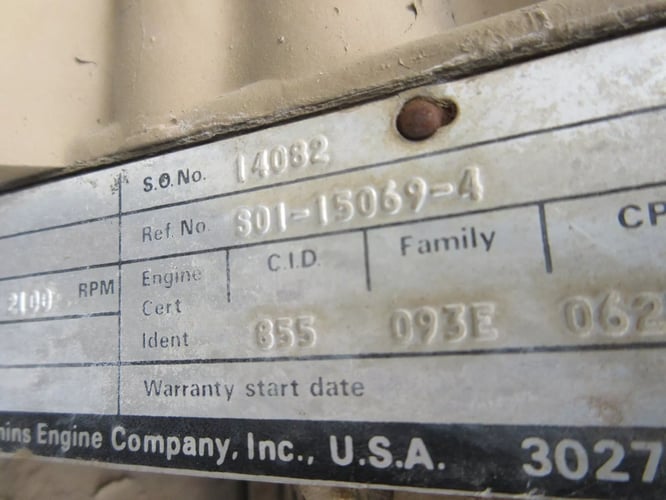 S.O. No. 14082
Ref. No. S01-15069-4
2100 RPM
Engine Cert Ident
C.I.D. 855
Family 093E
CP
062
Warranty start date
mins Engine Company, Inc., U.S.A. 3027